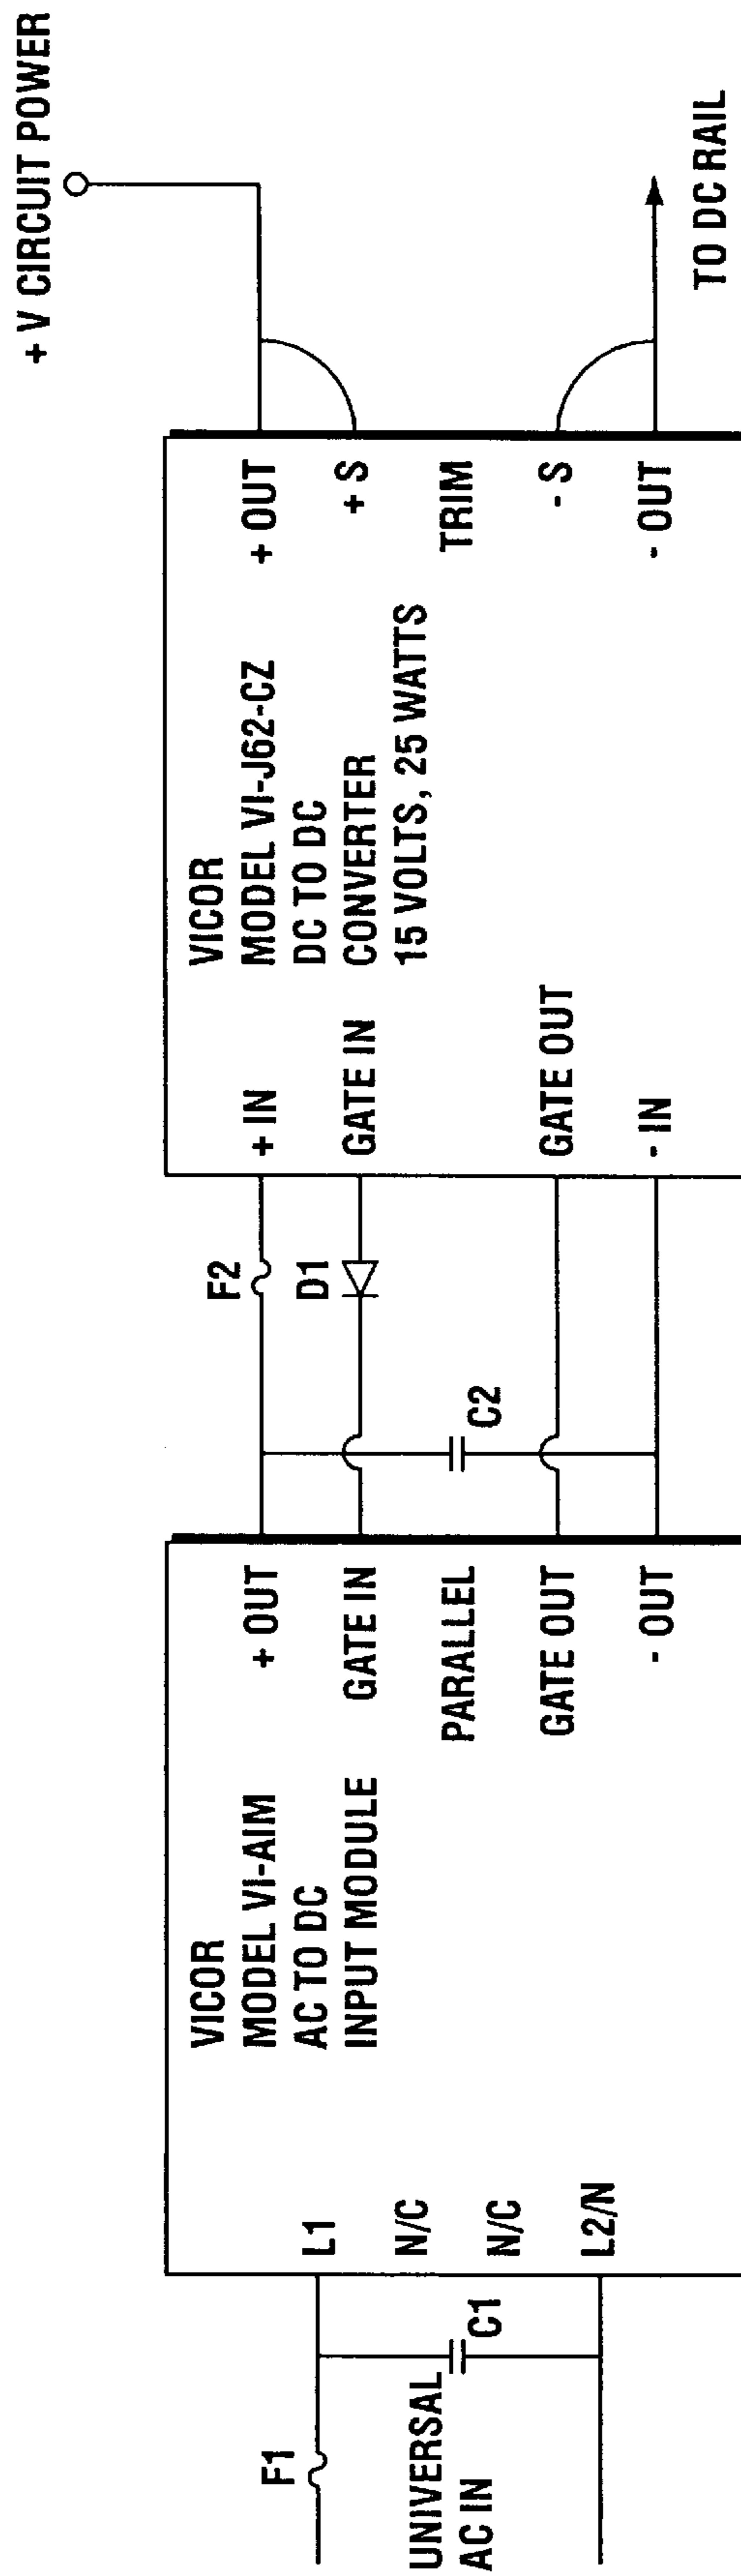 F1
UNIVERSAL
AC IN
C1
L1
N/C
N/C
L2/N
VICOR
MODEL VI-AIM
AC TO DC
INPUT MODULE
+ OUT
GATE IN
PARALLEL
GATE OUT
- OUT
F2
D1
C2
+ IN
GATE IN
GATE OUT
- IN
VICOR
MODEL VI-J62-CZ
DC TO DC
CONVERTER
15 VOLTS, 25 WATTS
+ OUT
+ S
TRIM
- S
- OUT
+ V CIRCUIT POWER
TO DC RAIL